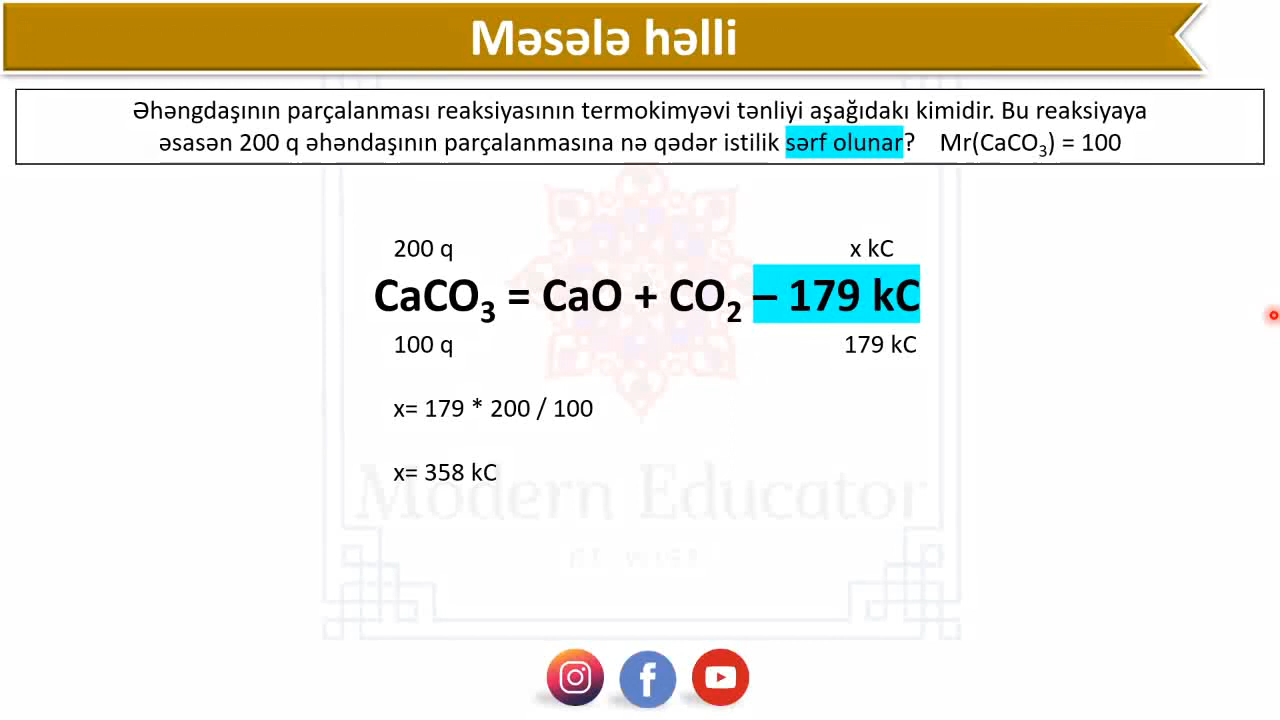 Məsələ həlli
Əhəngdaşının parçalanması reaksiyasının termokimyəvi tənliyi aşağıdakı kimidir. Bu reaksiyaya
əsasən 200 q əhəndaşının parçalanmasına nə qədər istilik sərf olunar? Mr(CaCO₃) = 100
200 q x kC
CaCO₃ = CaO + CO₂ – 179 kC
100 q 179 kC
x= 179 * 200 / 100
x= 358 kC
Modern Educator